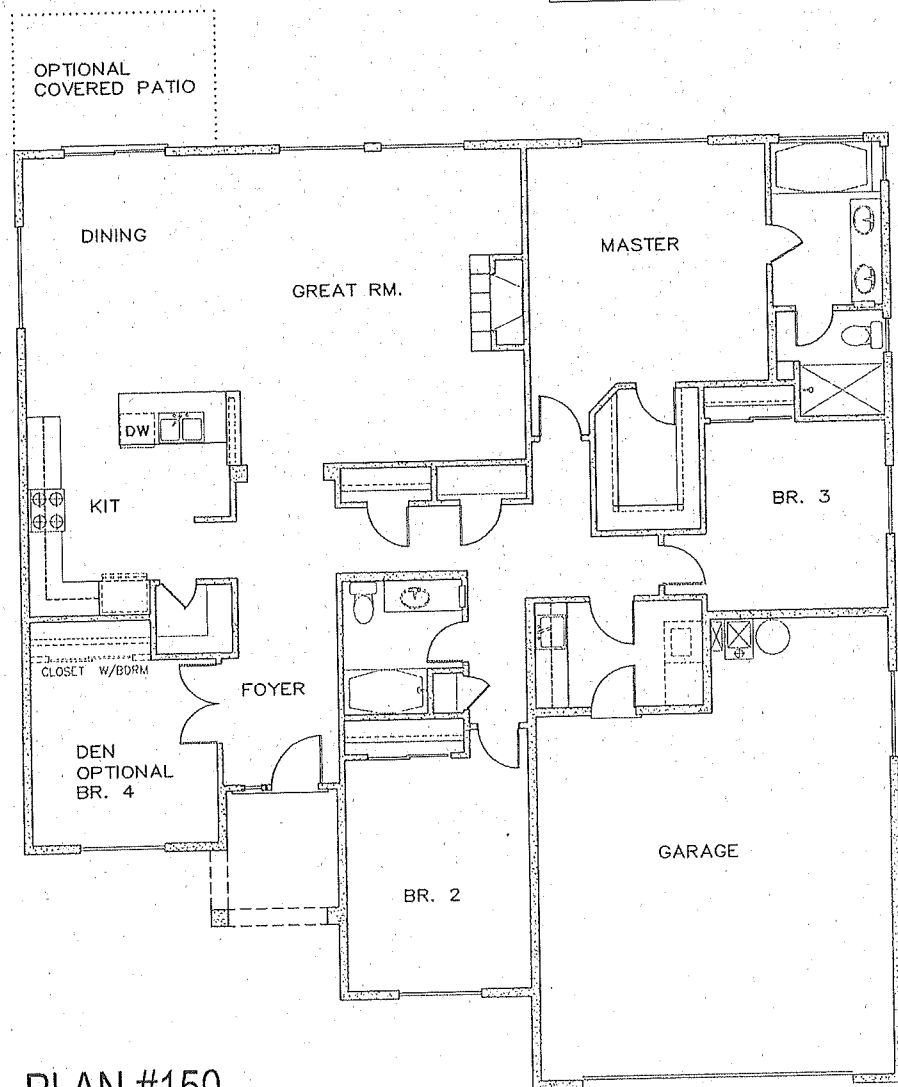 OPTIONAL
COVERED PATIO
DINING
MASTER
GREAT RM.
DW
KIT
BR. 3
CLOSET W/BDRM
FOYER
DEN
OPTIONAL
BR. 4
GARAGE
BR. 2
PLAN #150